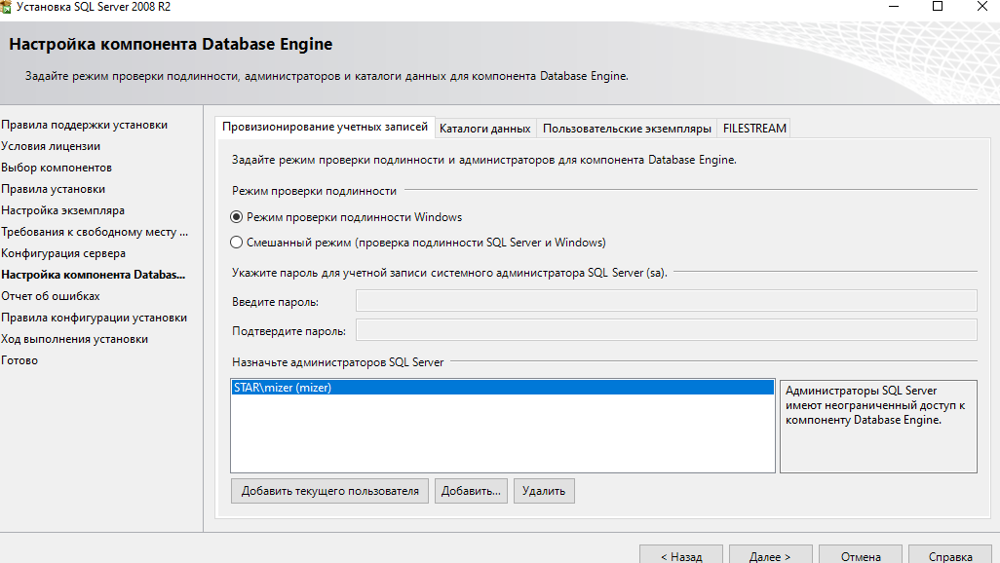 Установка SQL Server 2008 R2
Настройка компонента Database Engine
Задайте режим проверки подлинности, администраторов и каталоги данных для компонента Database Engine.
Правила поддержки установки
Условия лицензии
Выбор компонентов
Правила установки
Настройка экземпляра
Требования к свободному месту ...
Конфигурация сервера
Настройка компонента Databas...
Отчет об ошибках
Правила конфигурации установки
Ход выполнения установки
Готово
Провизионирование учетных записей
Каталоги данных
Пользовательские экземпляры
FILESTREAM
Задайте режим проверки подлинности и администраторов для компонента Database Engine.
Режим проверки подлинности
Режим проверки подлинности Windows
Смешанный режим (проверка подлинности SQL Server и Windows)
Укажите пароль для учетной записи системного администратора SQL Server (sa).
Введите пароль:
Подтвердите пароль:
Назначьте администраторов SQL Server
STAR\mizer (mizer)
Администраторы SQL Server
имеют неограниченный доступ к
компоненту Database Engine.
Добавить текущего пользователя
Добавить...
Удалить
< Назад
Далее >
Отмена
Справка